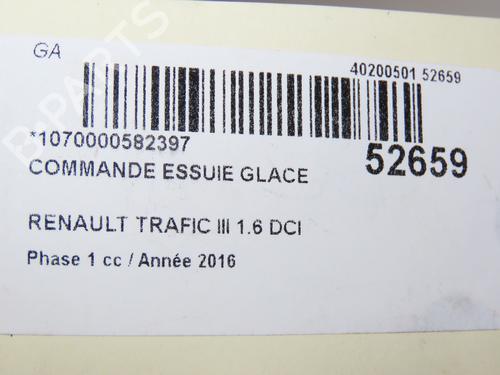 GA
40200501 52659
*1070000582397
52659
COMMANDE ESSUIE GLACE
RENAULT TRAFIC III 1.6 DCI
Phase 1 cc / Année 2016
B-PARTS